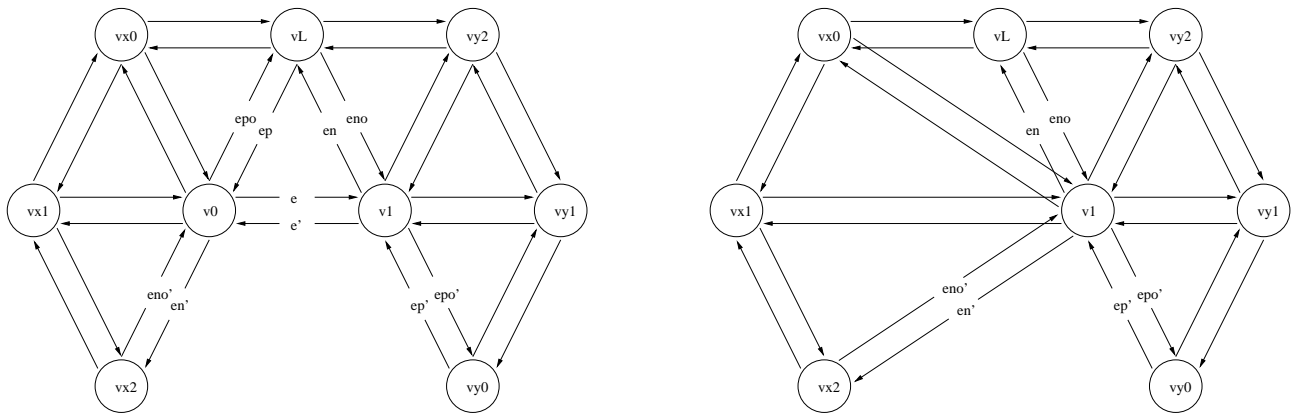 vx0 vL vy2
epo eno
ep en
vx1 v0 e v1 vy1
e'
eno' en' ep' epo'
vx2 vy0
vx0 vL vy2
eno
en
vx1 v1 vy1
eno' epo'
en' ep'
vx2 vy0